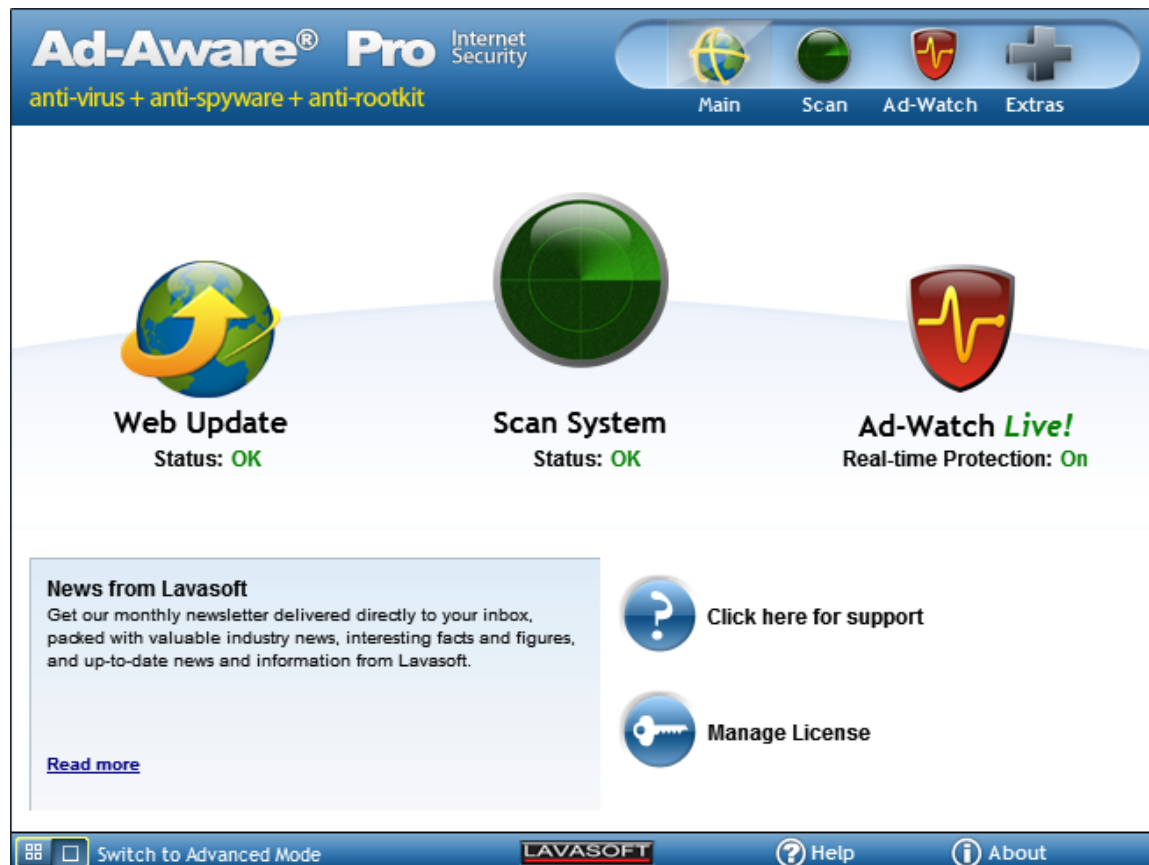 Ad-Aware® Pro Internet Security
anti-virus + anti-spyware + anti-rootkit
Main Scan Ad-Watch Extras
Web Update
Status: OK
Scan System
Status: OK
Ad-Watch Live!
Real-time Protection: On
News from Lavasoft
Get our monthly newsletter delivered directly to your inbox,
packed with valuable industry news, interesting facts and figures,
and up-to-date news and information from Lavasoft.
Read more
Click here for support
Manage License
Switch to Advanced Mode
LAVASOFT
Help
About